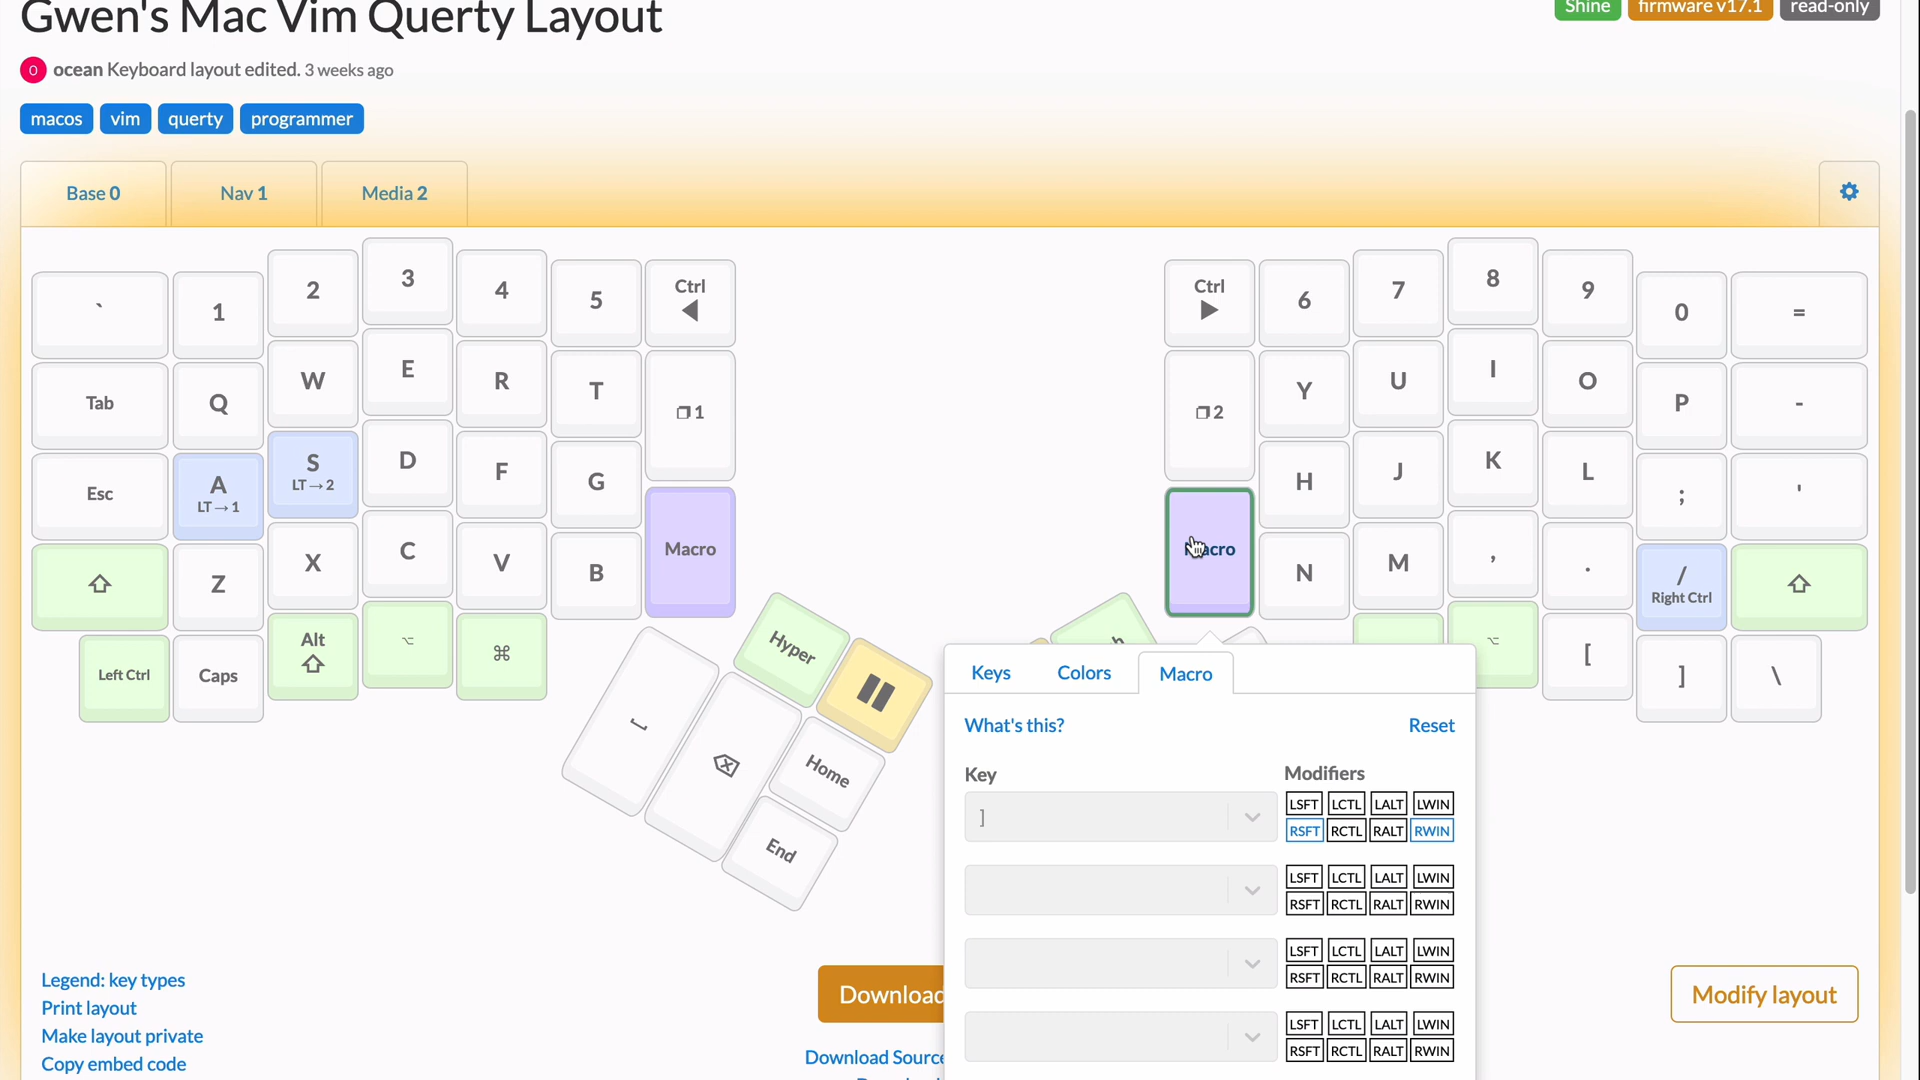 Gwen's Mac Vim Querty Layout
Shine firmware v17.1 read-only
O ocean Keyboard layout edited. 3 weeks ago
macos vim querty programmer
Base 0 Nav 1 Media 2
` 1 2 3 4 5 Ctrl
Ctrl 6 7 8 9 0 =
Tab Q W E R T 1
2 Y U I O P -
Esc A S D F G
LT→1 LT→2
H J K L ; '
Z X C V B Macro
Macro N M , . /
Right Ctrl
Left Ctrl Caps Alt ⌥ ⌘
⌥ [ ] \
Hyper
Home
End
Keys Colors Macro
What's this? Reset
Key Modifiers
] LSFT LCTL LALT LWIN
RSFT RCTL RALT RWIN
LSFT LCTL LALT LWIN
RSFT RCTL RALT RWIN
LSFT LCTL LALT LWIN
RSFT RCTL RALT RWIN
LSFT LCTL LALT LWIN
RSFT RCTL RALT RWIN
Legend: key types
Print layout
Make layout private
Copy embed code
Download
Download Source
Modify layout